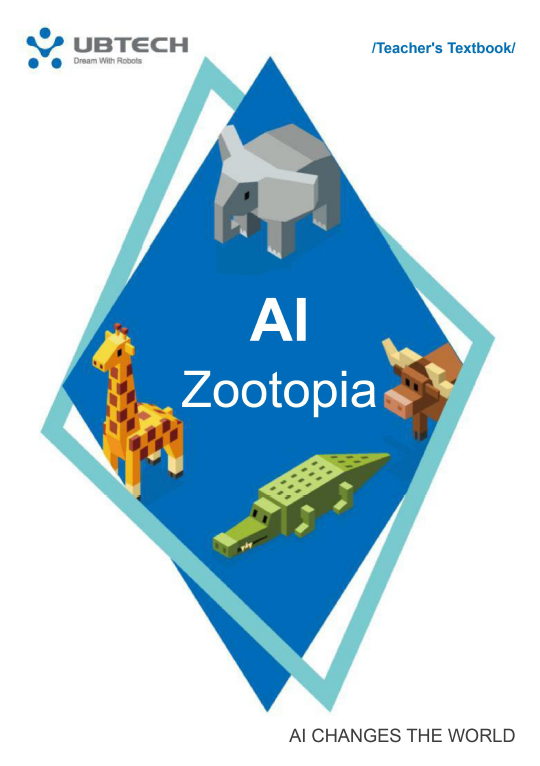 UBTECH
Dream With Robots
/Teacher's Textbook/
AI
Zootopia
AI CHANGES THE WORLD